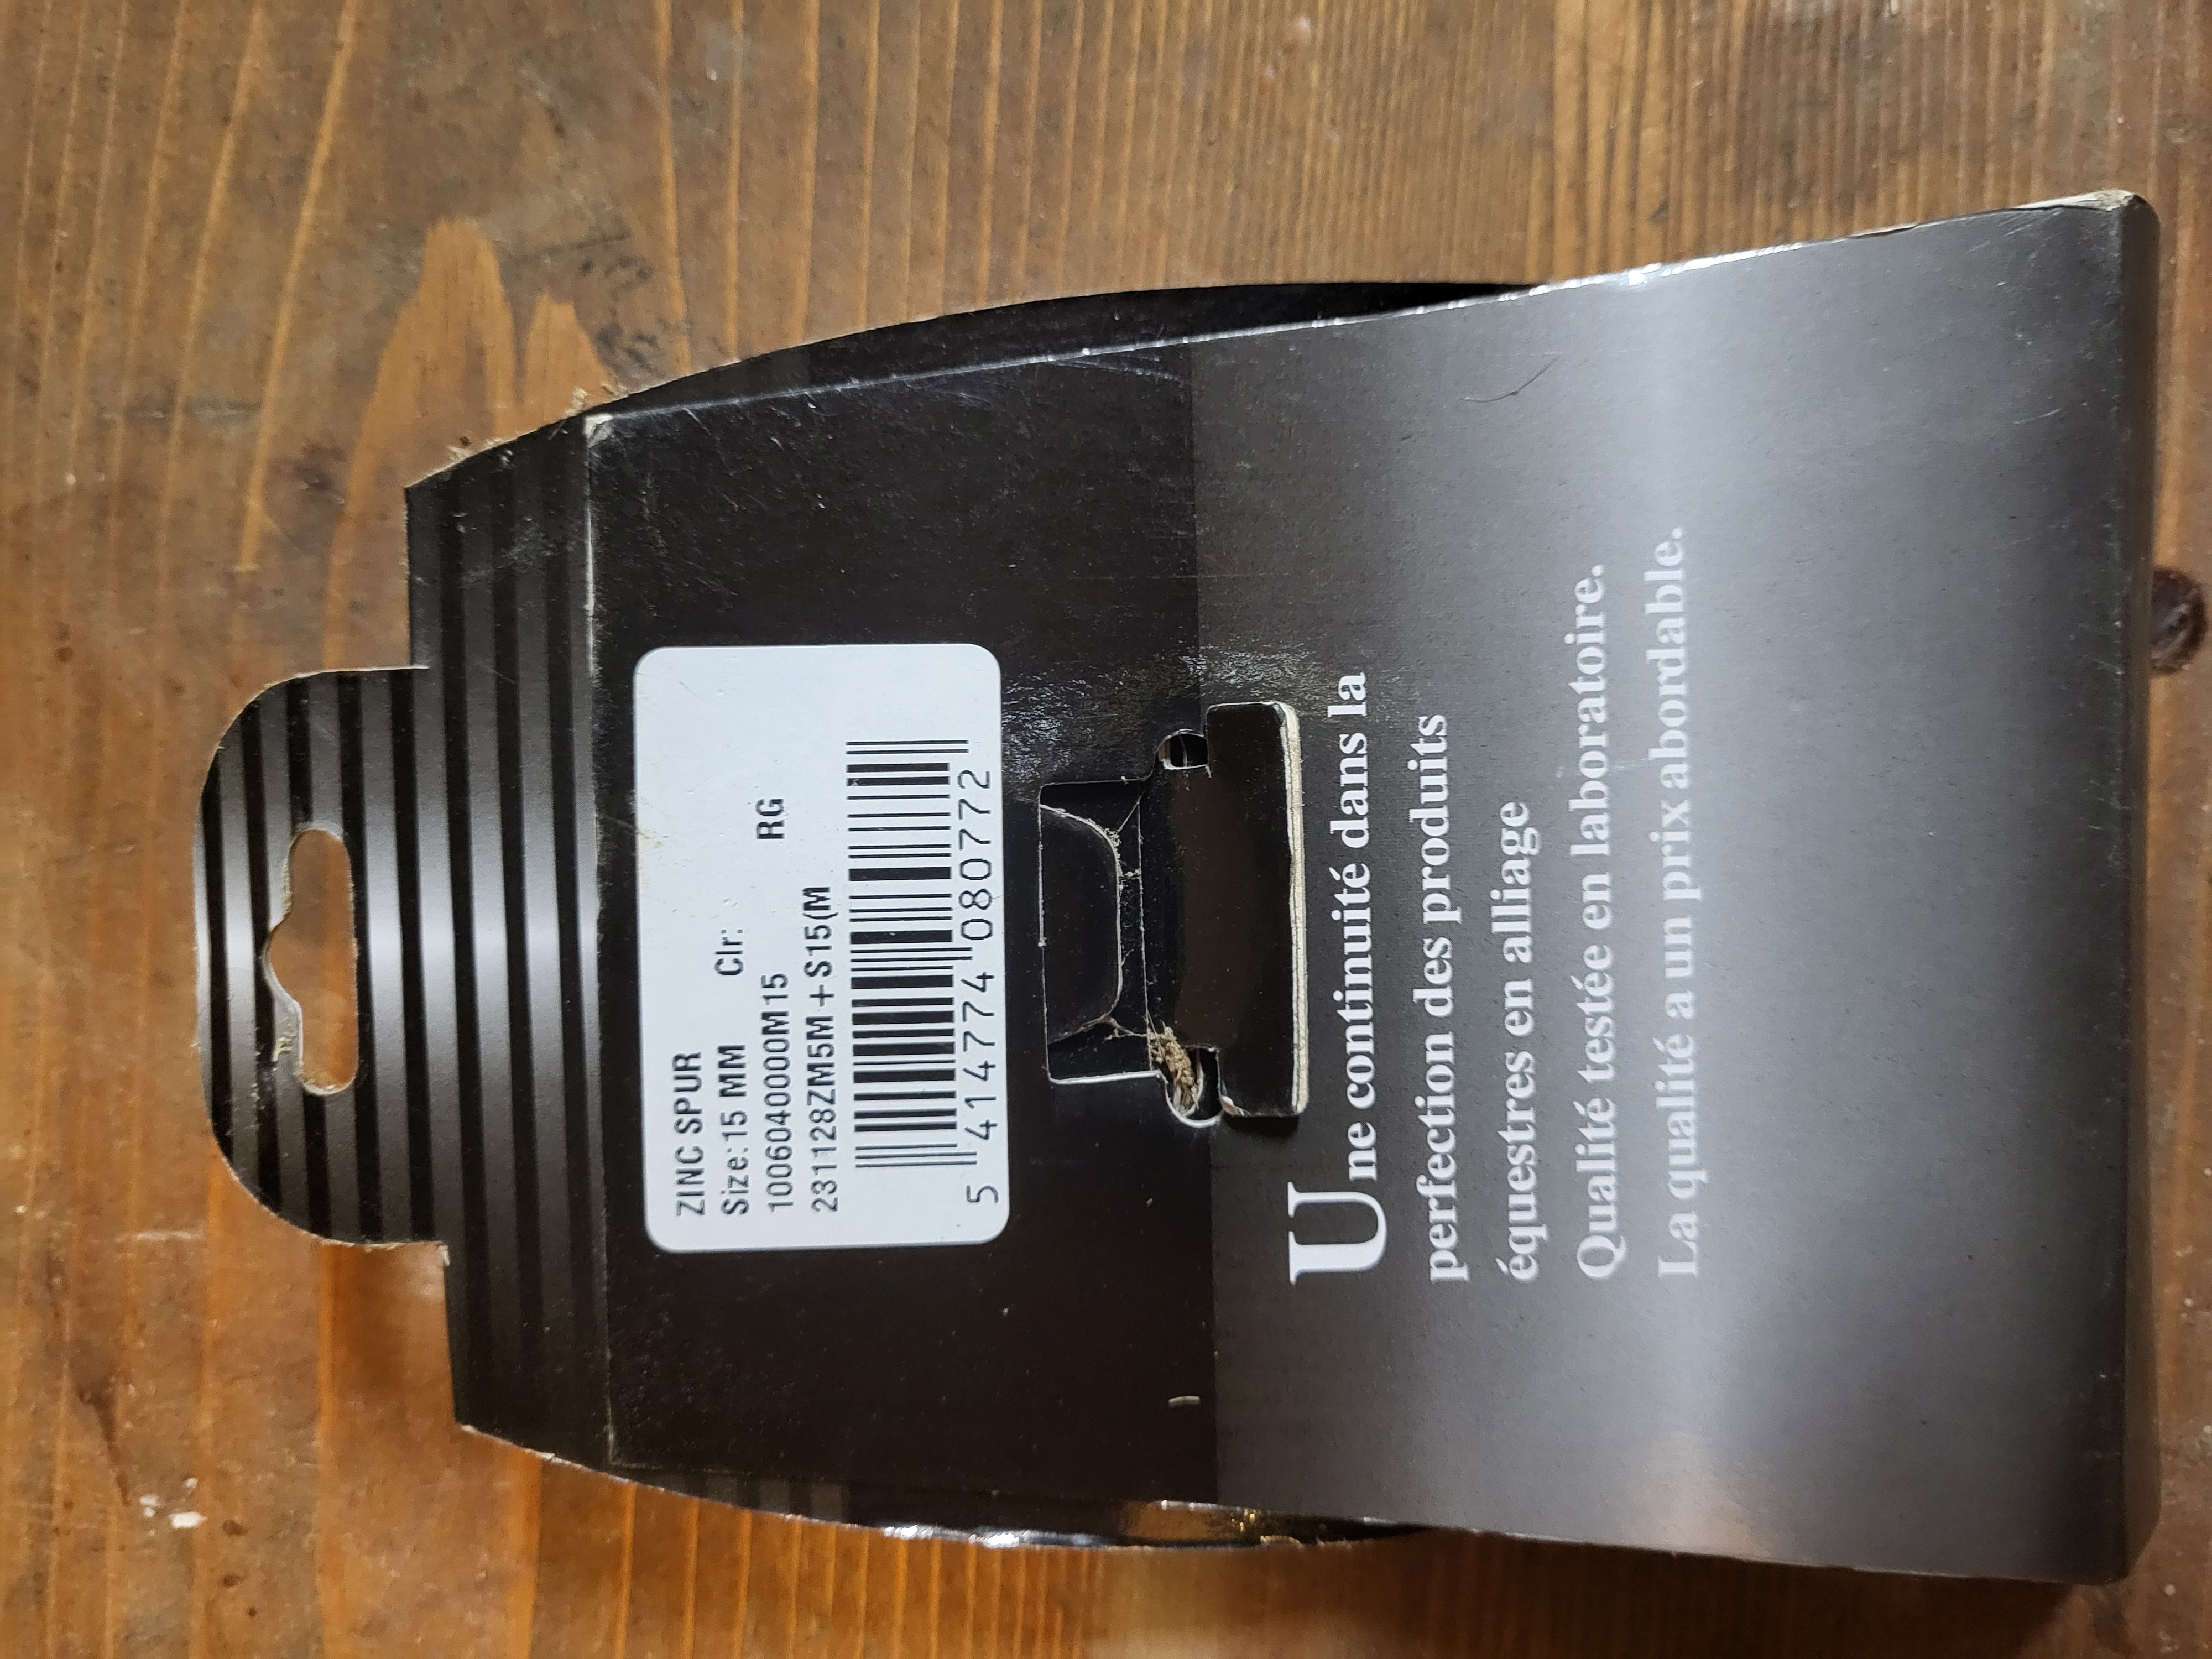 ZINC SPUR
Size:15 MM Clr:
1006040000M15
231128ZM5M+S15(M RG
5 414774 080772
Une continuité dans la
perfection des produits
équestres en alliage
Qualité testée en laboratoire.
La qualité a un prix abordable.